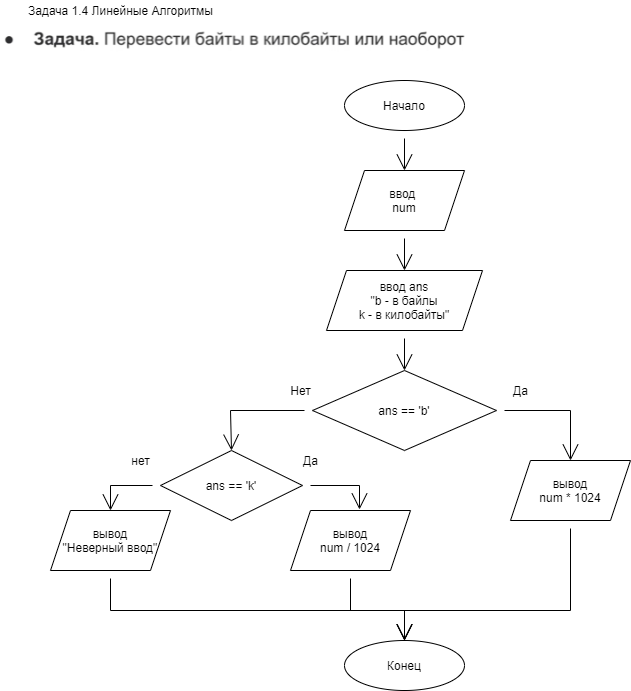 Задача 1.4 Линейные Алгоритмы
● Задача. Перевести байты в килобайты или наоборот
Начало
ввод
num
ввод ans
"b - в байлы
k - в килобайты"
Нет
ans == 'b'
Да
нет
ans == 'k'
Да
вывод
num * 1024
вывод
"Неверный ввод"
вывод
num / 1024
Конец